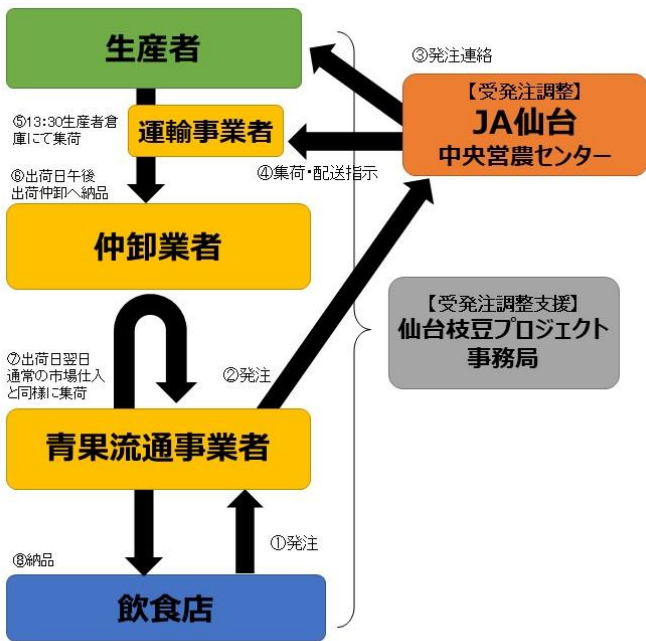 生産者
③発注連絡
【受発注調整】
JA仙台
中央営農センター
⑤13:30生産者倉
庫にて集荷
運輸事業者
④集荷・配送指示
⑥出荷日午後
出荷仲卸へ納品
仲卸業者
【受発注調整支援】
仙台枝豆プロジェクト
事務局
⑦出荷日翌日
通常の市場仕入
と同様に集荷
②発注
青果流通事業者
①発注
⑧納品
飲食店